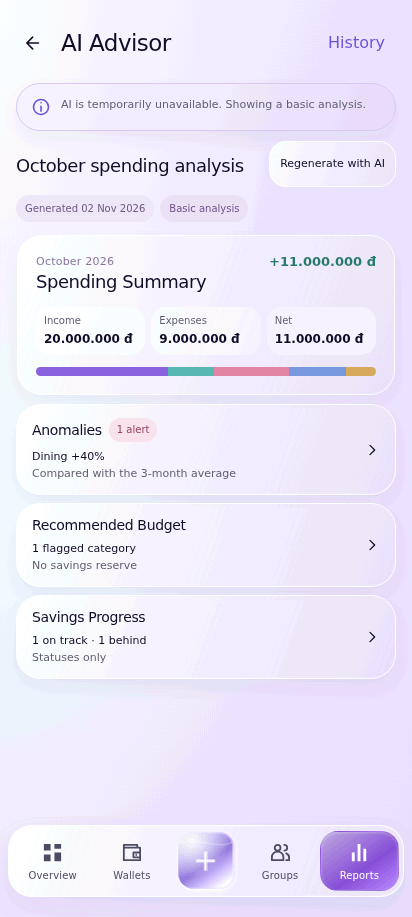 AI Advisor
History
AI is temporarily unavailable. Showing a basic analysis.
October spending analysis
Regenerate with AI
Generated 02 Nov 2026
Basic analysis
October 2026
+11.000.000 đ
Spending Summary
Income
Expenses
Net
20.000.000 đ
9.000.000 đ
11.000.000 đ
Anomalies
1 alert
Dining +40%
Compared with the 3-month average
Recommended Budget
1 flagged category
No savings reserve
Savings Progress
1 on track · 1 behind
Statuses only
Overview
Wallets
Groups
Reports